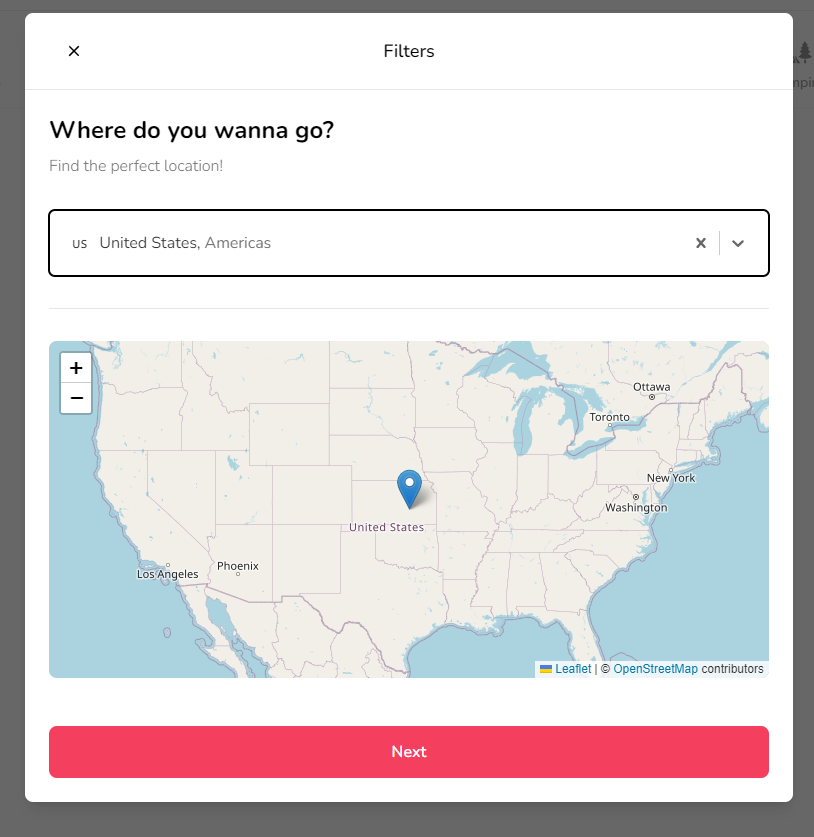 Filters
Where do you wanna go?
Find the perfect location!
US United States, Americas
+
−
Ottawa
Toronto
New York
Washington
United States
Phoenix
Los Angeles
Leaflet | © OpenStreetMap contributors
Next